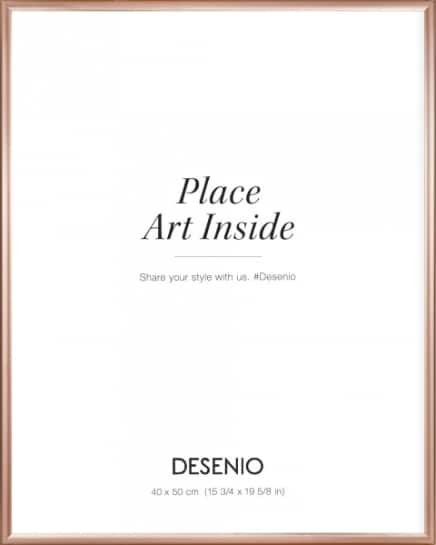 Place
Art Inside
Share your style with us. #Desenio
DESENIO
40 x 50 cm (15 3/4 x 19 5/8 in)